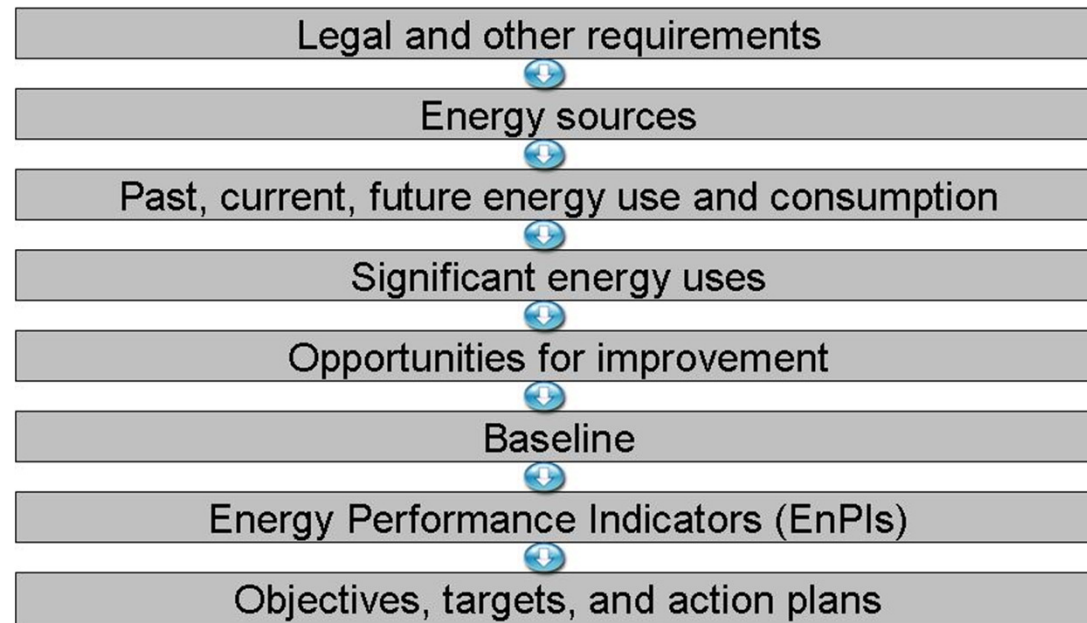 Legal and other requirements
Energy sources
Past, current, future energy use and consumption
Significant energy uses
Opportunities for improvement
Baseline
Energy Performance Indicators (EnPIs)
Objectives, targets, and action plans